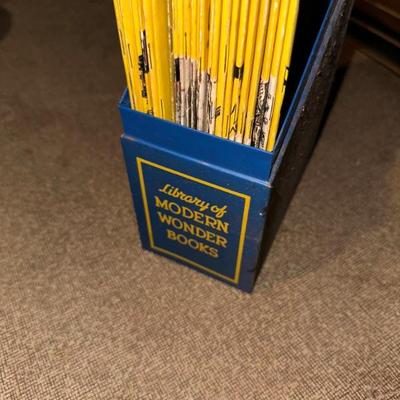 Library of
MODERN
WONDER
BOOKS